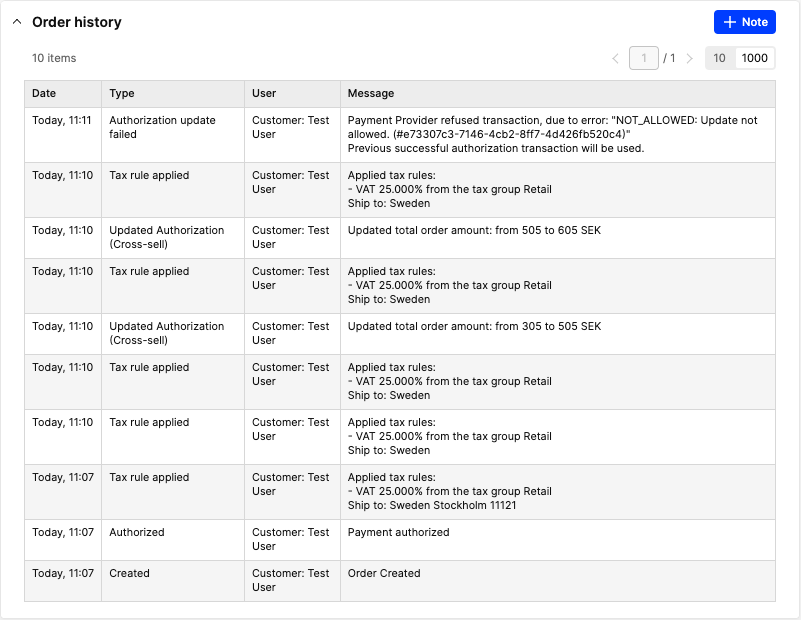 Order history
+ Note
10 items
1 / 1
10 1000
Date Type User Message
Today, 11:11 Authorization update failed Customer: Test User Payment Provider refused transaction, due to error: "NOT_ALLOWED: Update not
allowed. (#e73307c3-7146-4cb2-8ff7-4d426fb520c4)"
Previous successful authorization transaction will be used.
Today, 11:10 Tax rule applied Customer: Test User Applied tax rules:
- VAT 25.000% from the tax group Retail
Ship to: Sweden
Today, 11:10 Updated Authorization (Cross-sell) Customer: Test User Updated total order amount: from 505 to 605 SEK
Today, 11:10 Tax rule applied Customer: Test User Applied tax rules:
- VAT 25.000% from the tax group Retail
Ship to: Sweden
Today, 11:10 Updated Authorization (Cross-sell) Customer: Test User Updated total order amount: from 305 to 505 SEK
Today, 11:10 Tax rule applied Customer: Test User Applied tax rules:
- VAT 25.000% from the tax group Retail
Ship to: Sweden
Today, 11:10 Tax rule applied Customer: Test User Applied tax rules:
- VAT 25.000% from the tax group Retail
Ship to: Sweden
Today, 11:07 Tax rule applied Customer: Test User Applied tax rules:
- VAT 25.000% from the tax group Retail
Ship to: Sweden Stockholm 11121
Today, 11:07 Authorized Customer: Test User Payment authorized
Today, 11:07 Created Customer: Test User Order Created